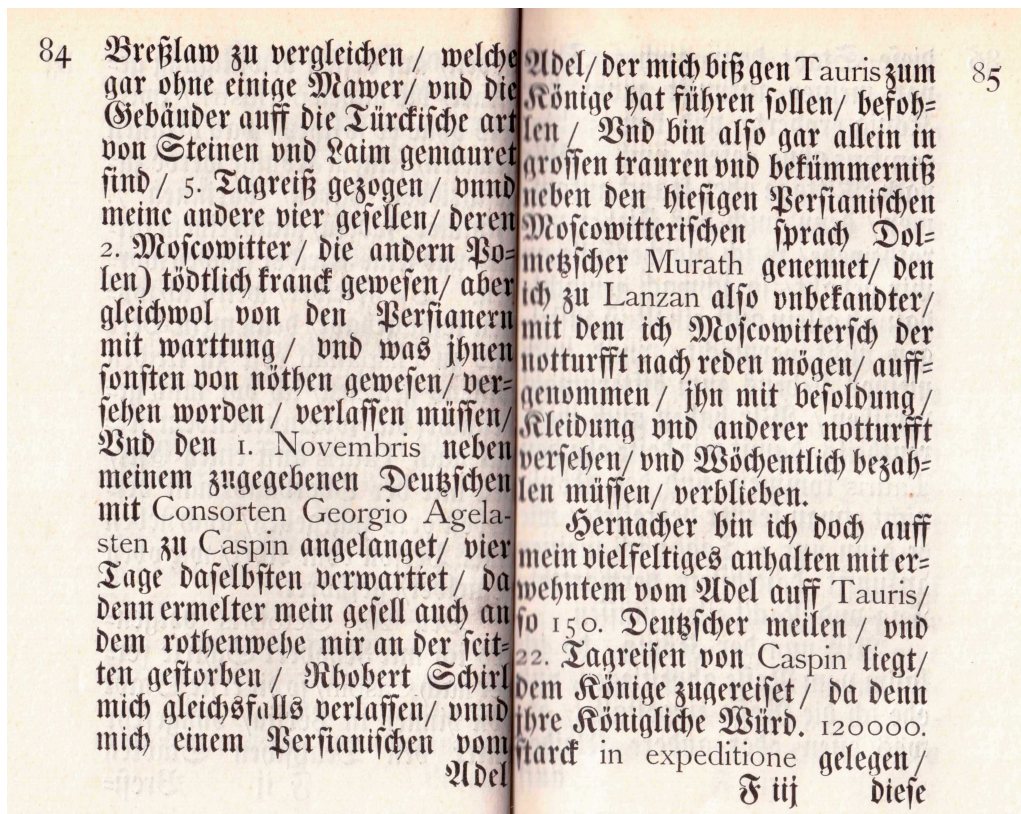 84
Breßlaw zu vergleichen / welche
gar ohne einige Mawer/ vnd die
Gebäuder auff die Türckische art
von Steinen vnd Laim gemauret
sind / 5. Tagreiß gezogen / vnnd
meine andere vier gesellen/ deren
2. Moscowitter / die andern Po=
len) tödtlich kranck gewesen/ aber
gleichwol von den Persianern
mit warttung / vnd was jhnen
sonsten von nöthen gewesen/ ver=
sehen worden / verlassen müssen/
Vnd den 1. Novembris neben
meinem zugegebenen Deutzschen
mit Consorten Georgio Agela-
sten zu Caspin angelanget/ vier
Tage daselbsten verwartiet / da
denn ermelter mein gesell auch an
dem rothenwehe mir an der seit=
ten gestorben / Rhobert Schirl
mich gleichsfalls verlassen/ vnnd
mich einem Persianischen vom
Adel
85
Adel/ der mich biß gen Tauris zum
Könige hat führen sollen/ befoh=
len / Vnd bin also gar allein in
grossen trauren vnd bekümmerniß
neben den hiesigen Persianischen
Moscowitterischen sprach Dol=
metzscher Murath genennet/ den
ich zu Lanzan also vnbekandter/
mit dem ich Moscowittersch der
notturfft nach reden mögen/ auff=
genommen / jhn mit besoldung /
Kleidung vnd anderer notturfft
versehen/ vnd Wöchentlich bezah=
len müssen/ verblieben.
Hernacher bin ich doch auff
mein vielfeltiges anhalten mit er=
wehntem vom Adel auff Tauris/
so 150. Deutzscher meilen / vnd
22. Tagreisen von Caspin liegt/
dem Könige zugereiset / da denn
jhre Königliche Würd. 120000.
starck in expeditione gelegen /
F iij diese